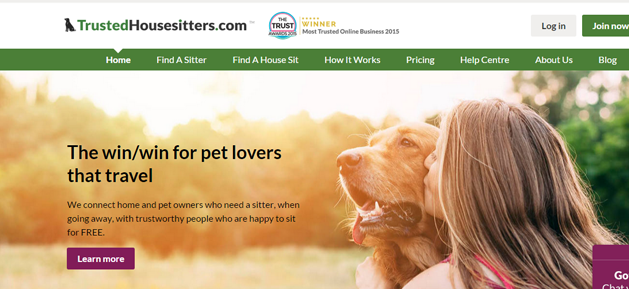 TrustedHousesitters.com
THE
TRUST
AWARDS 2015
WINNER
Most Trusted Online Business 2015
Log in
Join now
Home
Find A Sitter
Find A House Sit
How It Works
Pricing
Help Centre
About Us
Blog
The win/win for pet lovers
that travel
We connect home and pet owners who need a sitter, when
going away, with trustworthy people who are happy to sit
for FREE.
Learn more
Go
Chat